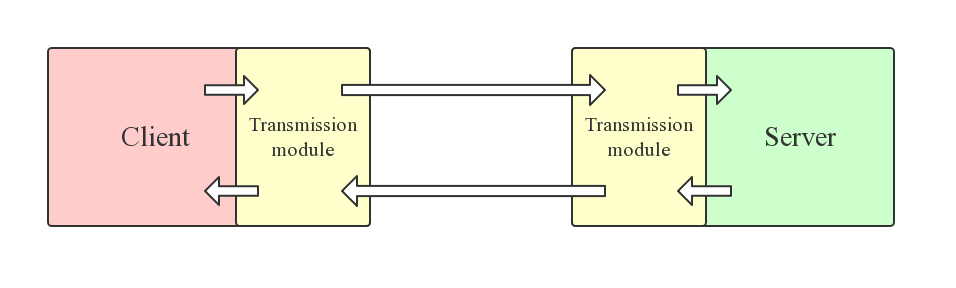 Client
Transmission
module
Transmission
module
Server